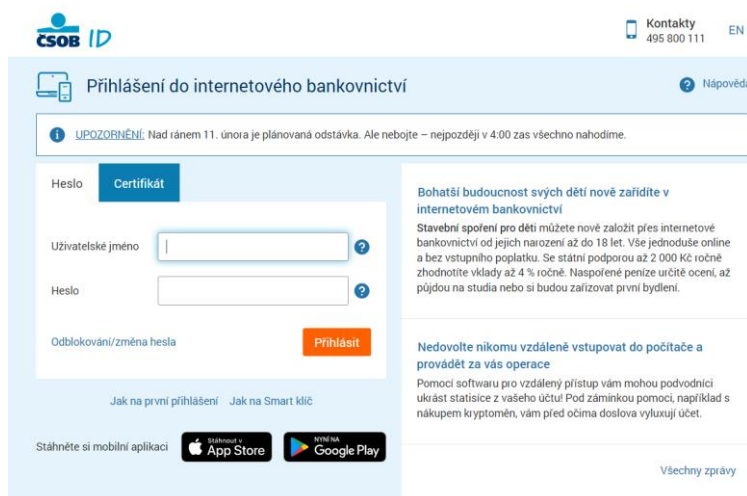 ČSOB ID
Kontakty
495 800 111
EN
Přihlášení do internetového bankovnictví
Nápověda
UPOZORNĚNÍ: Nad ránem 11. února je plánovaná odstávka. Ale nebojte – nejpozději v 4:00 zas všechno nahodíme.
Heslo
Certifikát
Uživatelské jméno
Heslo
Odblokování/změna hesla
Přihlásit
Jak na první přihlášení
Jak na Smart klíč
Stáhněte si mobilní aplikaci
Stáhnout v
App Store
NYNÍ NA
Google Play
Bohatší budoucnost svých dětí nově zařídíte v
internetovém bankovnictví
Stavební spoření pro děti můžete nově založit přes internetové
bankovnictví od jejich narození až do 18 let. Vše jednoduše online
a bez vstupního poplatku. Se státní podporou až 2 000 Kč ročně
zhodnotíte vklady až 4 % ročně. Naspořené peníze určitě ocení, až
půjdou na studia nebo si budou zařizovat první bydlení.
Nedovolte nikomu vzdáleně vstupovat do počítače a
provádět za vás operace
Pomocí softwaru pro vzdálený přístup vám mohou podvodníci
ukrást statisíce z vašeho účtu! Pod záminkou pomoci, například s
nákupem kryptoměn, vám před očima doslova vyluxují účet.
Všechny zprávy